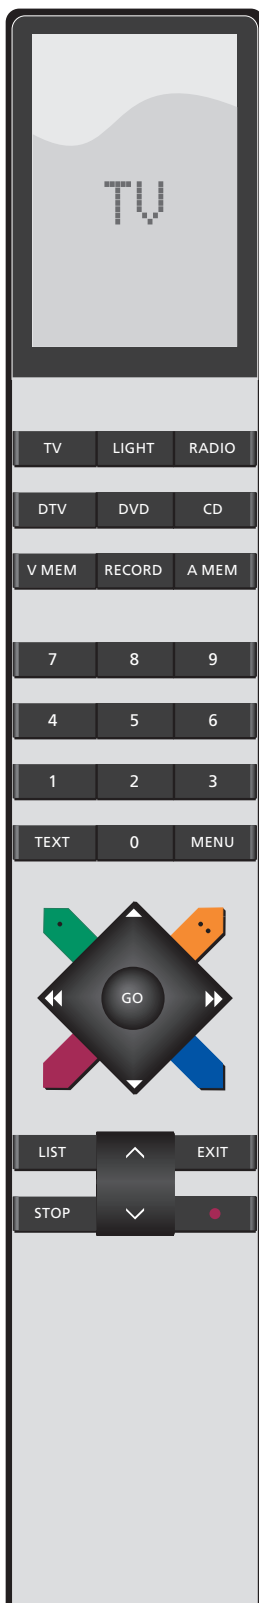 TV
TV LIGHT RADIO
DTV DVD CD
V MEM RECORD A MEM
7 8 9
4 5 6
1 2 3
TEXT 0 MENU
GO
LIST EXIT
STOP